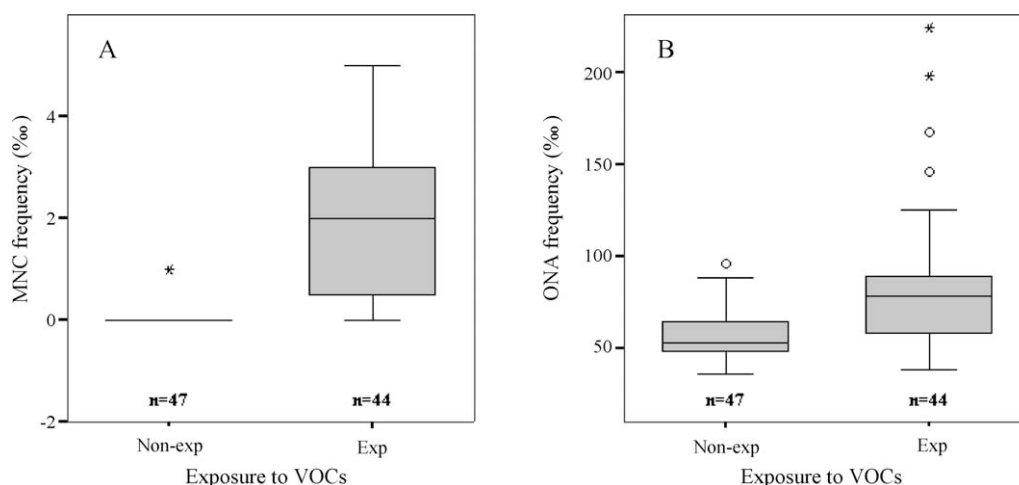 A
MNC frequency (‰)
4
2
0
-2
n=47
n=44
Non-exp
Exp
Exposure to VOCs
B
ONA frequency (‰)
200
150
100
50
n=47
n=44
Non-exp
Exp
Exposure to VOCs